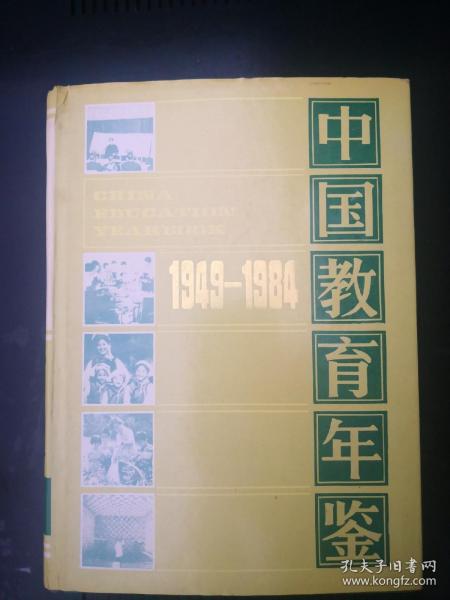 中国教育年鉴
CHINA
EDUCATION
YEARBOOK
1949-1984
孔夫子旧书网
www.kongfz.com